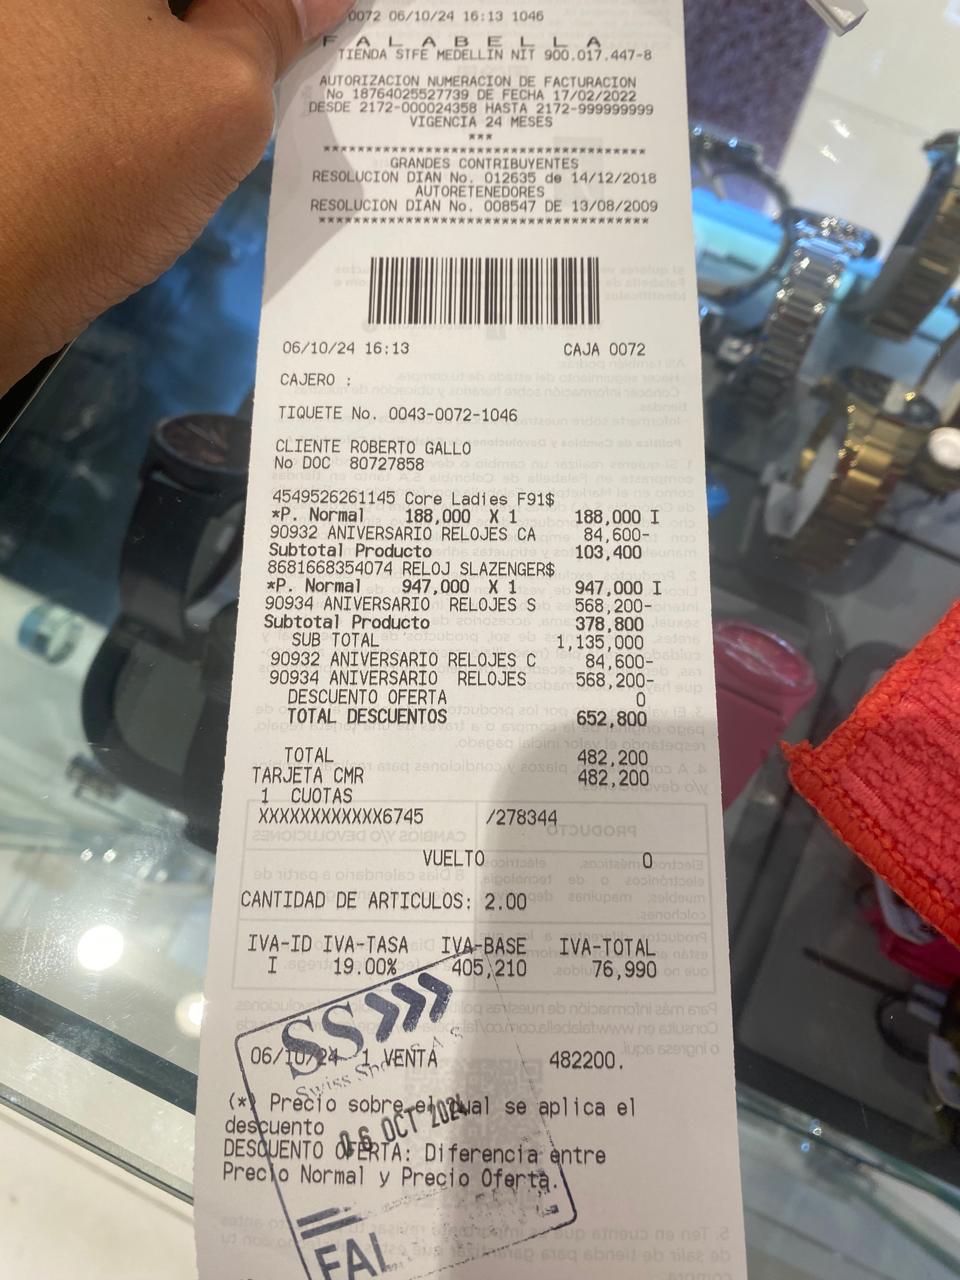 0072 06/10/24 16:13 1046
FALABELLA
TIENDA STFE MEDELLIN NIT 900.017.447-8
AUTORIZACION NUMERACION DE FACTURACION
No 18764025527739 DE FECHA 17/02/2022
DESDE 2172-000024358 HASTA 2172-999999999
VIGENCIA 24 MESES
***
****************************************
GRANDES CONTRIBUYENTES
RESOLUCION DIAN No. 012635 de 14/12/2018
AUTORETENEDORES
RESOLUCION DIAN No. 008547 DE 13/08/2009
****************************************
06/10/24 16:13 CAJA 0072
CAJERO :
TIQUETE No. 0043-0072-1046
CLIENTE ROBERTO GALLO
No DOC 80727858
4549526261145 Core Ladies F91$
*P. Normal 188,000 X 1 188,000 I
90932 ANIVERSARIO RELOJES CA 84,600-
Subtotal Producto 103,400
8681668354074 RELOJ SLAZENGER$
*P. Normal 947,000 X 1 947,000 I
90934 ANIVERSARIO RELOJES S 568,200-
Subtotal Producto 378,800
SUB TOTAL 1,135,000
90932 ANIVERSARIO RELOJES C 84,600-
90934 ANIVERSARIO RELOJES 568,200-
DESCUENTO OFERTA 0
TOTAL DESCUENTOS 652,800
TOTAL 482,200
TARJETA CMR 482,200
1 CUOTAS
XXXXXXXXXXXX6745 /278344
VUELTO 0
CANTIDAD DE ARTICULOS: 2.00
IVA-ID IVA-TASA IVA-BASE IVA-TOTAL
I 19.00% 405,210 76,990
SS
06/10/24 1 VENTA 482200.
Swiss
(*) Precio sobre el cual se aplica el
descuento
06 OCT 2024
DESCUENTO OFERTA: Diferencia entre
Precio Normal y Precio Oferta.
FAL